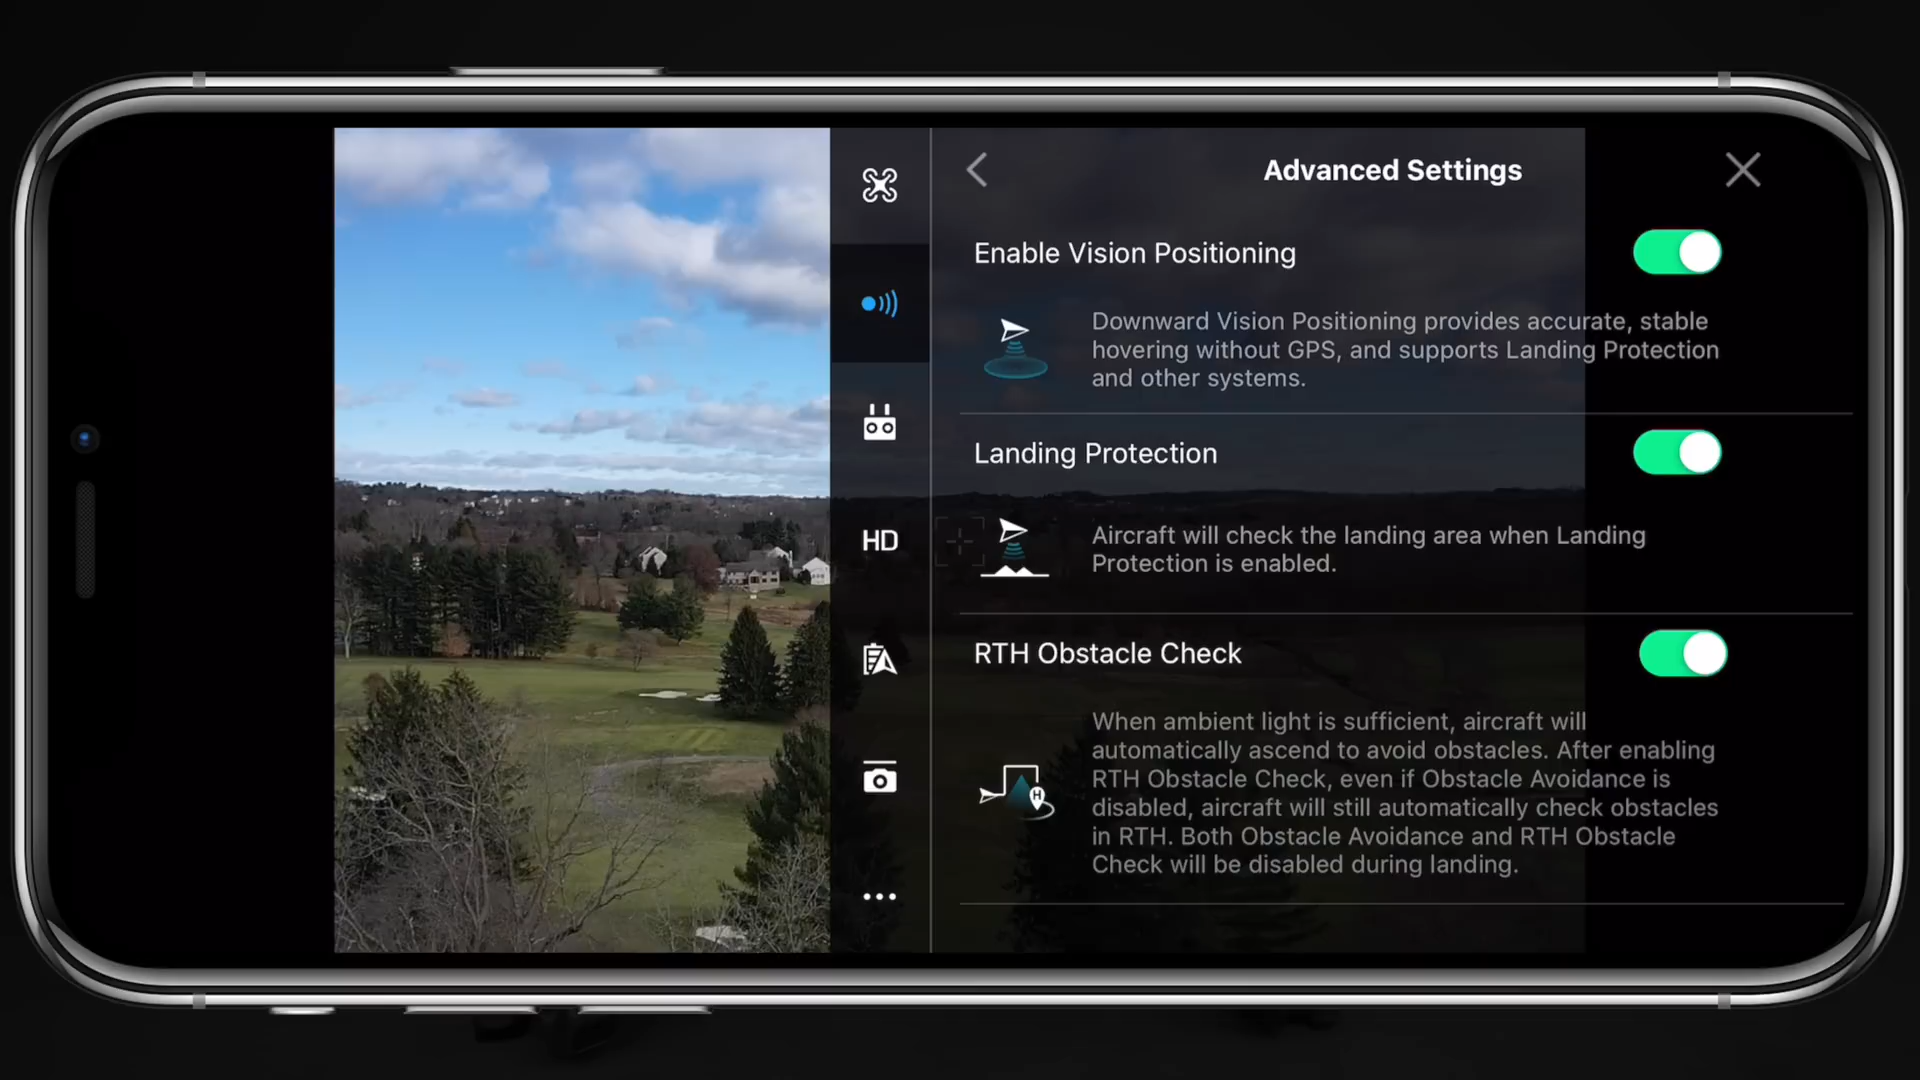 Advanced Settings
Enable Vision Positioning
Downward Vision Positioning provides accurate, stable
hovering without GPS, and supports Landing Protection
and other systems.
Landing Protection
HD
Aircraft will check the landing area when Landing
Protection is enabled.
RTH Obstacle Check
When ambient light is sufficient, aircraft will
automatically ascend to avoid obstacles. After enabling
RTH Obstacle Check, even if Obstacle Avoidance is
disabled, aircraft will still automatically check obstacles
in RTH. Both Obstacle Avoidance and RTH Obstacle
Check will be disabled during landing.
H